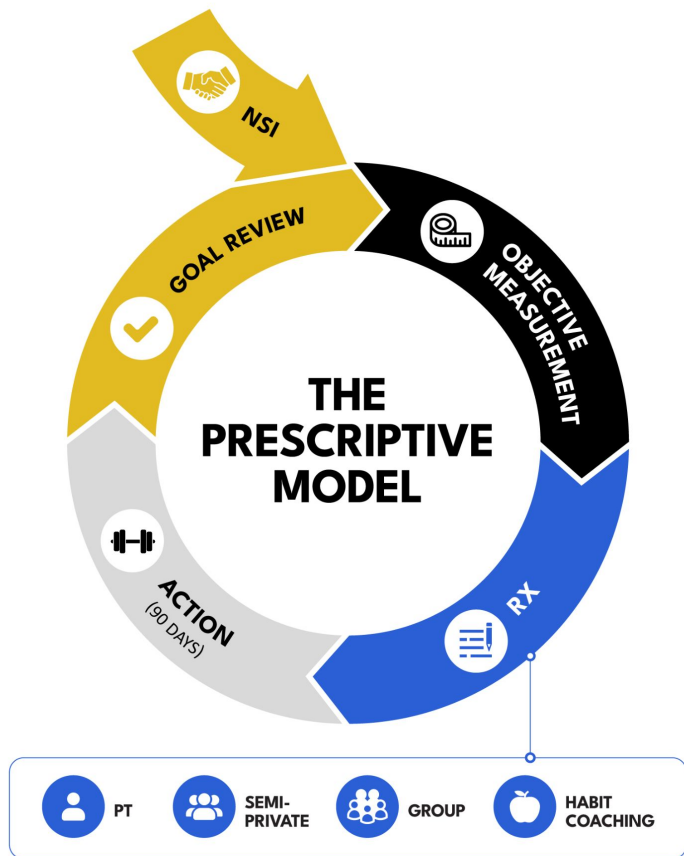 NSI
GOAL REVIEW
OBJECTIVE
MEASUREMENT
THE
PRESCRIPTIVE
MODEL
RX
ACTION
(90 DAYS)
PT
SEMI-
PRIVATE
GROUP
HABIT
COACHING